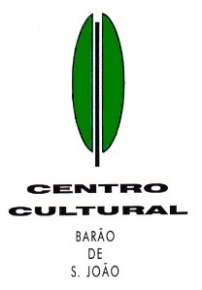 CENTRO
CULTURAL
BARÃO
DE
S. JOÃO